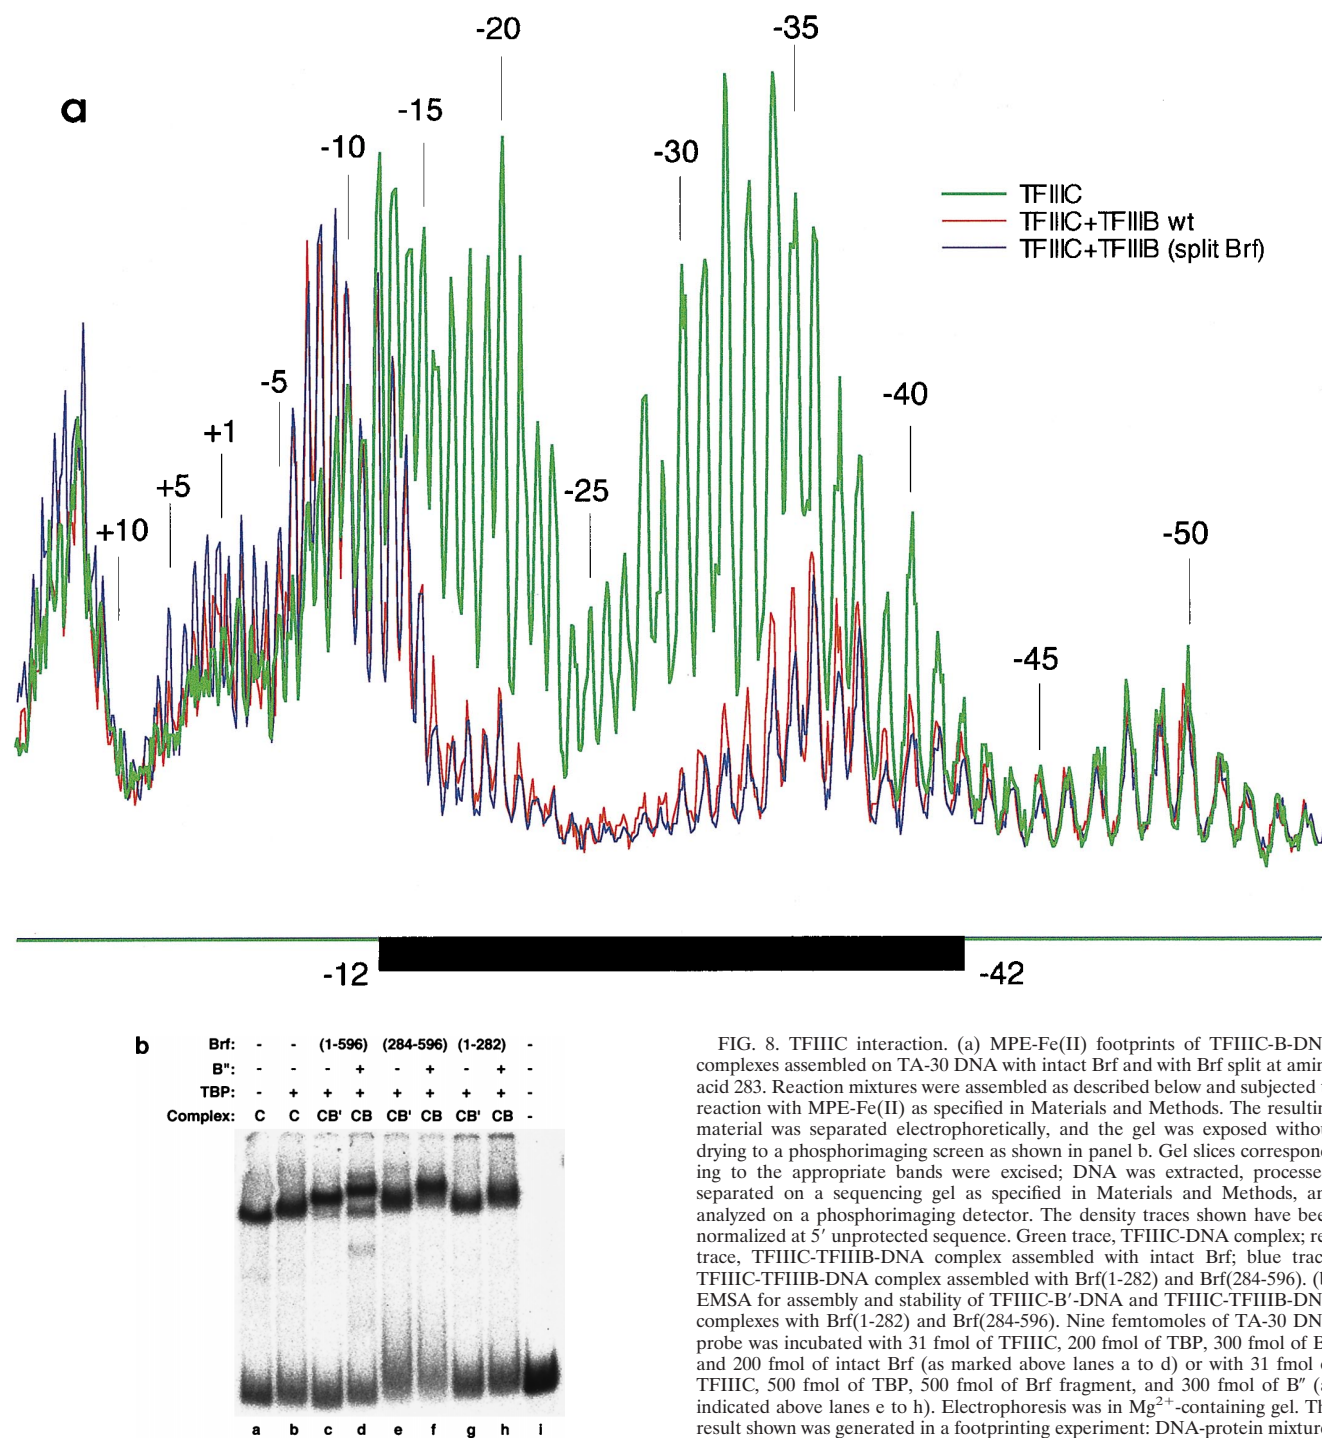 a
-20
-35
-15
-10
-30
TFIIIC
TFIIIC+TFIIIB wt
TFIIIC+TFIIIB (split Brf)
-5
-40
+1
+5
-25
+10
-50
-45
-12
-42
b
Brf: - - (1-596) (284-596) (1-282) -
B": - - - + - + - + -
TBP: - + + + + + + + -
Complex: C C CB' CB CB' CB CB' CB -
a b c d e f g h i
FIG. 8. TFIIIC interaction. (a) MPE-Fe(II) footprints of TFIIIC-B-DN
complexes assembled on TA-30 DNA with intact Brf and with Brf split at amin
acid 283. Reaction mixtures were assembled as described below and subjected
reaction with MPE-Fe(II) as specified in Materials and Methods. The resultin
material was separated electrophoretically, and the gel was exposed withou
drying to a phosphorimaging screen as shown in panel b. Gel slices correspon
ing to the appropriate bands were excised; DNA was extracted, processe
separated on a sequencing gel as specified in Materials and Methods, an
analyzed on a phosphorimaging detector. The density traces shown have bee
normalized at 5′ unprotected sequence. Green trace, TFIIIC-DNA complex; re
trace, TFIIIC-TFIIIB-DNA complex assembled with intact Brf; blue trac
TFIIIC-TFIIIB-DNA complex assembled with Brf(1-282) and Brf(284-596). (
EMSA for assembly and stability of TFIIIC-B′-DNA and TFIIIC-TFIIIB-DN
complexes with Brf(1-282) and Brf(284-596). Nine femtomoles of TA-30 DN
probe was incubated with 31 fmol of TFIIIC, 200 fmol of TBP, 300 fmol of B
and 200 fmol of intact Brf (as marked above lanes a to d) or with 31 fmol
TFIIIC, 500 fmol of TBP, 500 fmol of Brf fragment, and 300 fmol of B″ (
indicated above lanes e to h). Electrophoresis was in Mg2+-containing gel. Th
result shown was generated in a footprinting experiment: DNA-protein mixtur